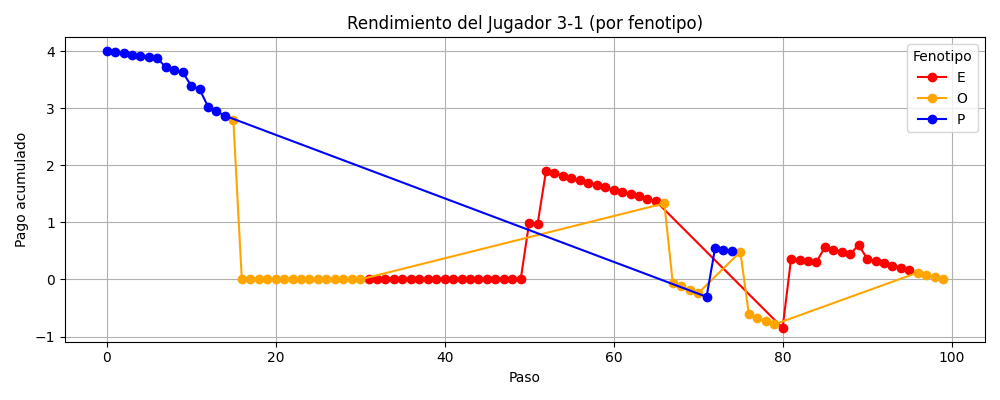 Rendimiento del Jugador 3-1 (por fenotipo)
Pago acumulado
4
3
2
1
0
−1
Fenotipo
E
O
P
0
20
40
60
80
100
Paso